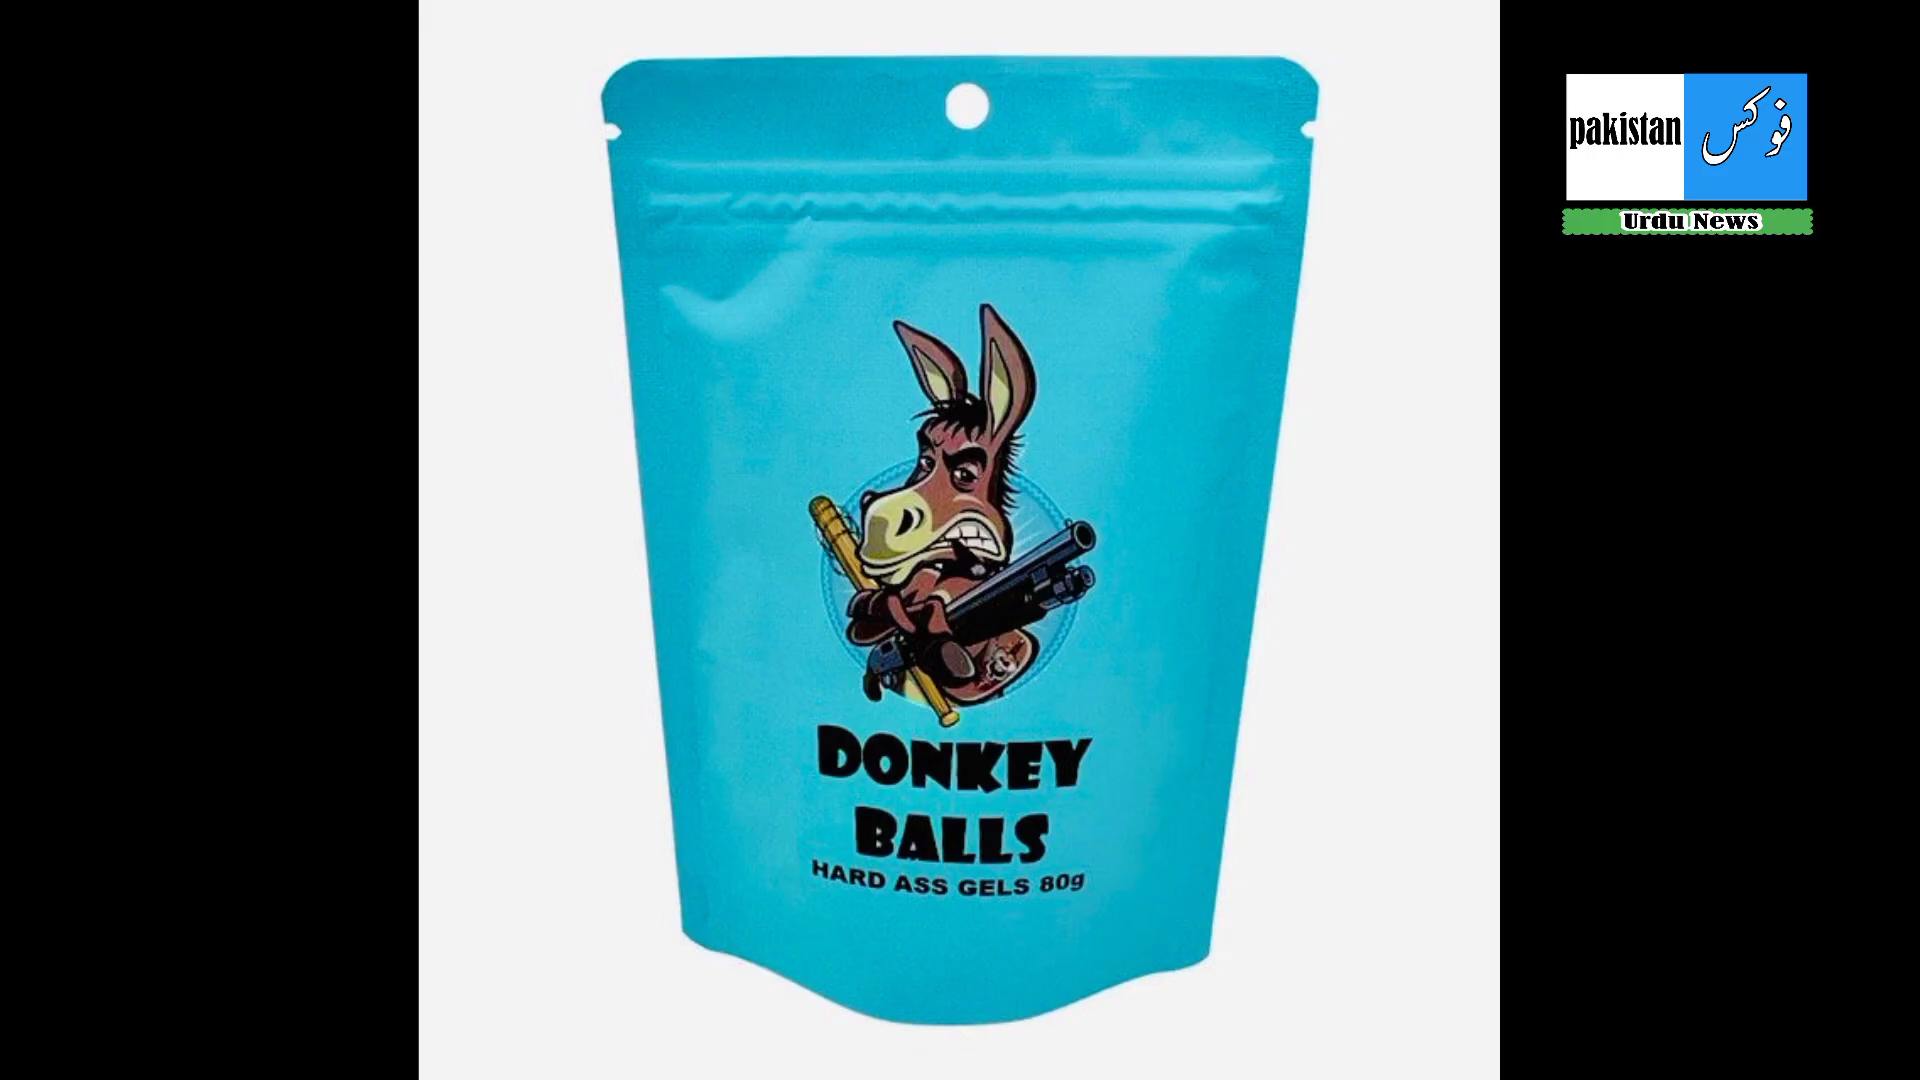 pakistan فوکس
Urdu News
DONKEY
BALLS
HARD ASS GELS 80g